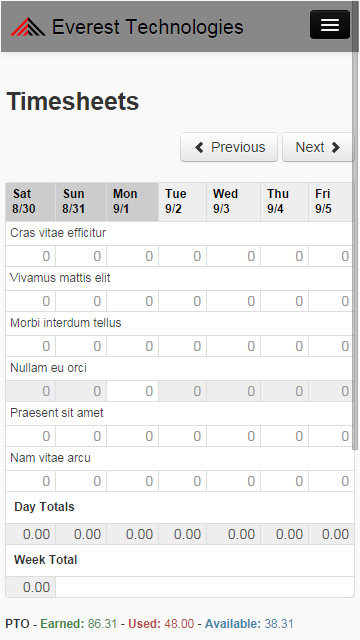 Everest Technologies
Timesheets
Previous Next
Sat Sun Mon Tue Wed Thu Fri
8/30 8/31 9/1 9/2 9/3 9/4 9/5
Cras vitae efficitur
0 0 0 0 0 0 0
Vivamus mattis elit
0 0 0 0 0 0 0
Morbi interdum tellus
0 0 0 0 0 0 0
Nullam eu orci
0 0 0 0 0 0 0
Praesent sit amet
0 0 0 0 0 0 0
Nam vitae arcu
0 0 0 0 0 0 0
Day Totals
0.00 0.00 0.00 0.00 0.00 0.00 0.00
Week Total
0.00
PTO - Earned: 86.31 - Used: 48.00 - Available: 38.31